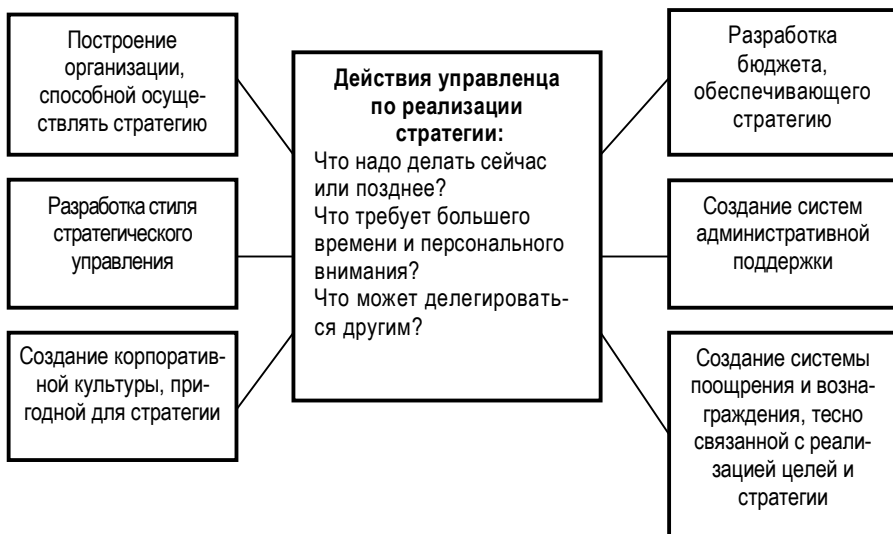 Построение
организации,
способной осуще-
ствлять стратегию
Разработка стиля
стратегического
управления
Создание корпоратив-
ной культуры, при-
годной для стратегии
Действия управленца
по реализации
стратегии:
Что надо делать сейчас
или позднее?
Что требует большего
времени и персонального
внимания?
Что может делегировать-
ся другим?
Разработка
бюджета,
обеспечивающего
стратегию
Создание систем
административной
поддержки
Создание системы
поощрения и возна-
граждения, тесно
связанной с реали-
зацией целей и
стратегии